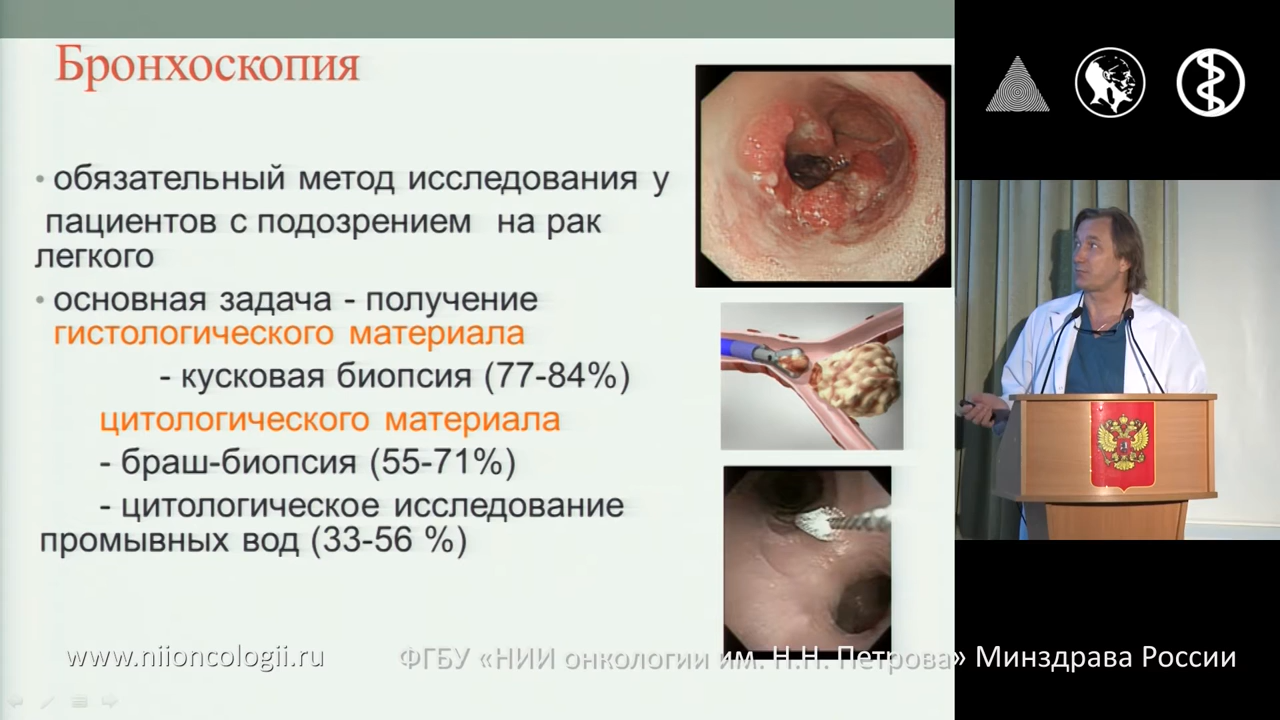 Бронхоскопия
• обязательный метод исследования у
пациентов с подозрением на рак
легкого
• основная задача - получение
гистологического материала
- кусковая биопсия (77-84%)
цитологического материала
- браш-биопсия (55-71%)
- цитологическое исследование
промывных вод (33-56 %)
www.niioncologii.ru
ФГБУ «НИИ онкологии им. Н.Н. Петрова» Минздрава России